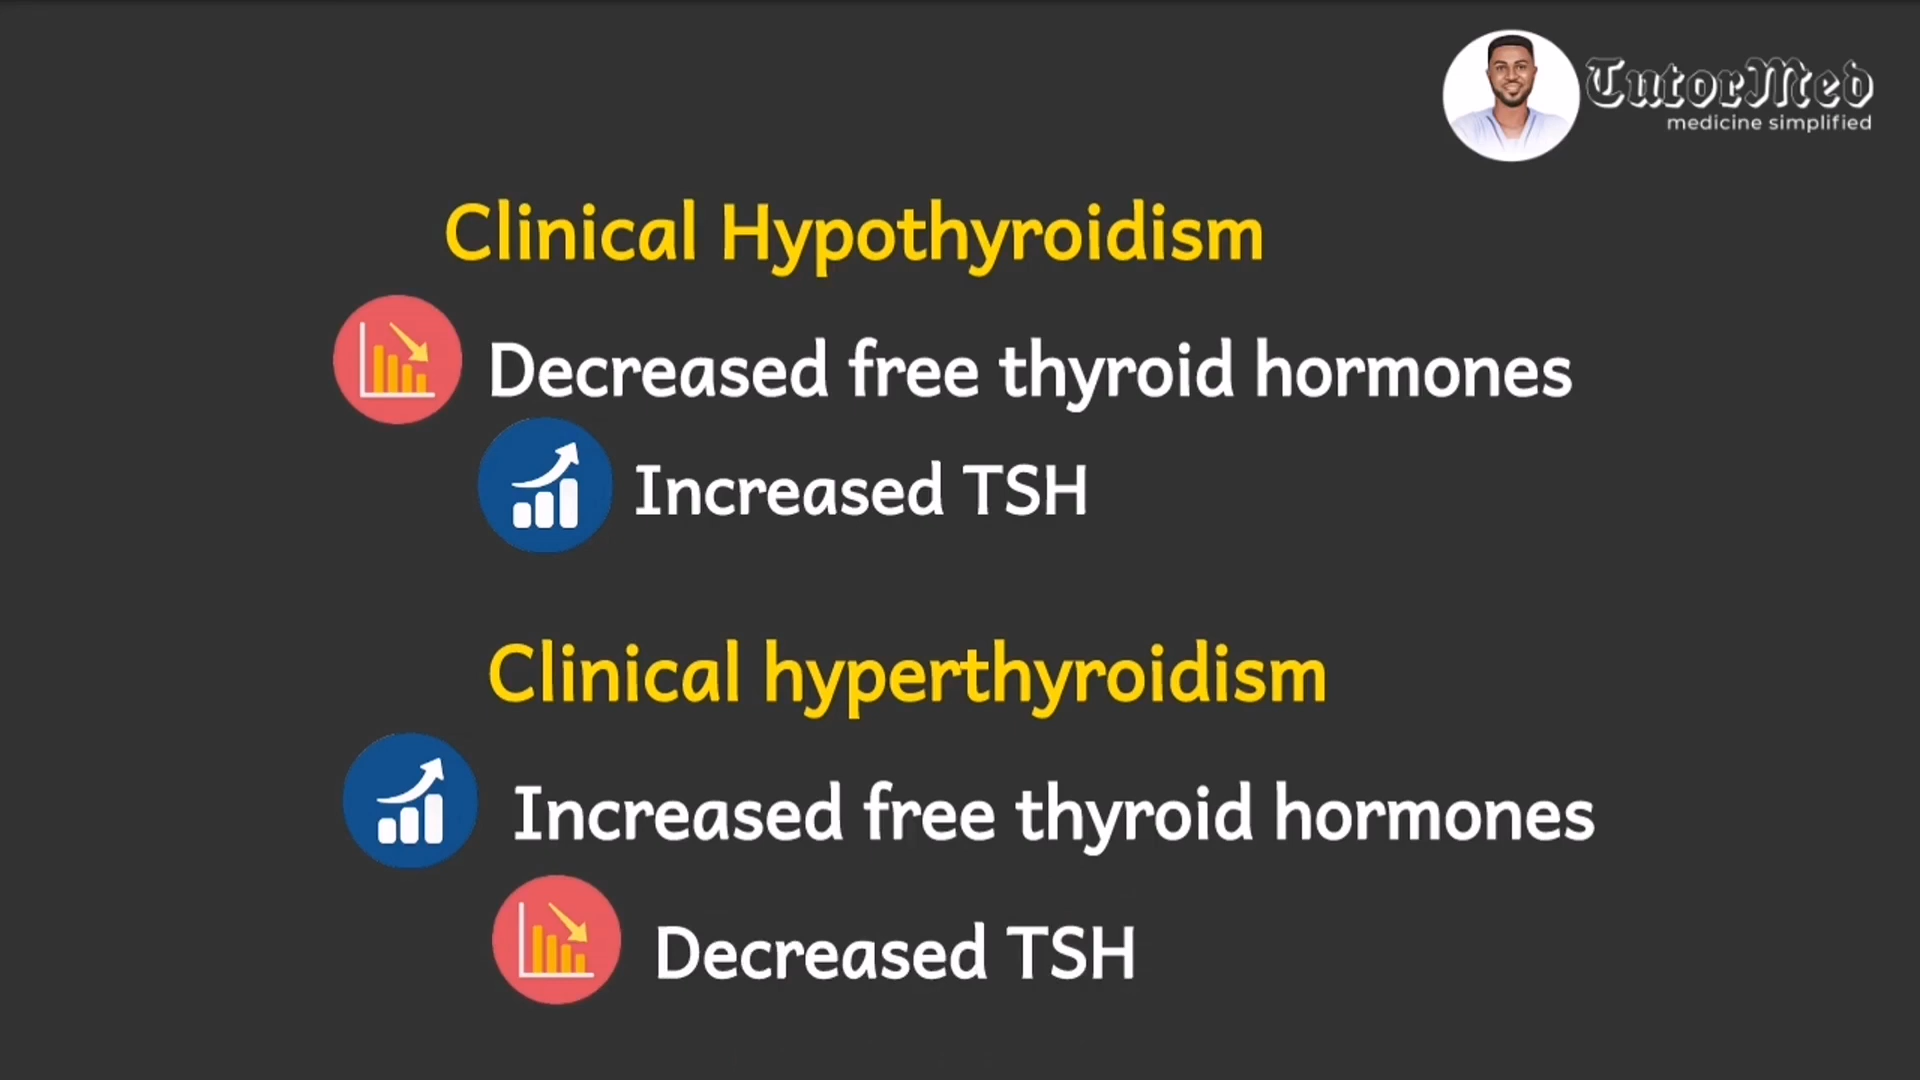 TutorMed
medicine simplified
Clinical Hypothyroidism
Decreased free thyroid hormones
Increased TSH
Clinical hyperthyroidism
Increased free thyroid hormones
Decreased TSH